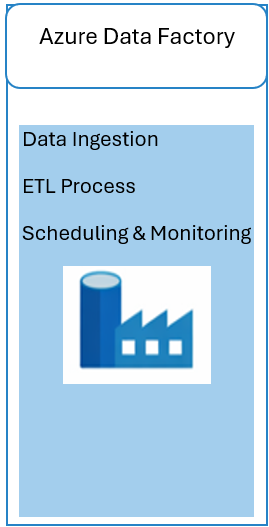 Azure Data Factory
Data Ingestion
ETL Process
Scheduling & Monitoring